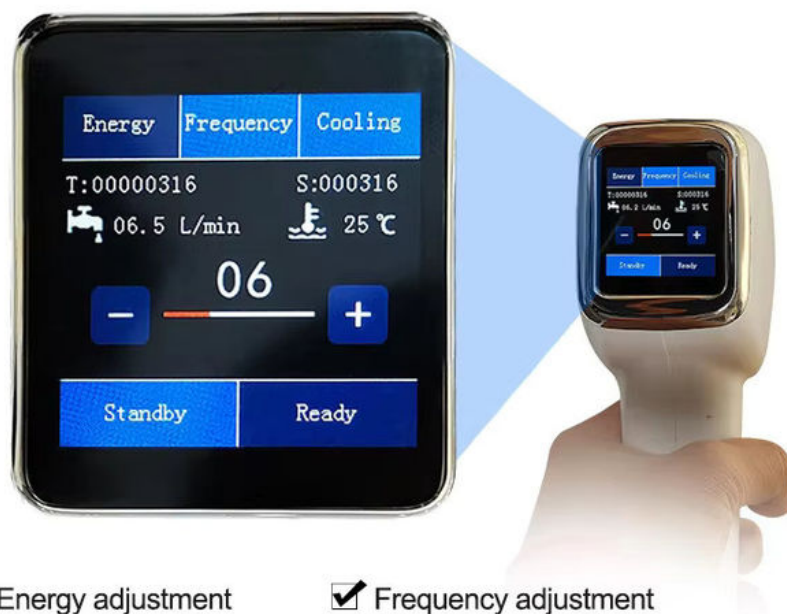 Energy Frequency Cooling
T:00000316 S:000316
06.5 L/min 25℃
06
- +
Standby Ready
Energy Frequency Cooling
T:00000316 S:000316
06.2 L/min 25℃
06
- +
Standby Ready
Energy adjustment Frequency adjustment